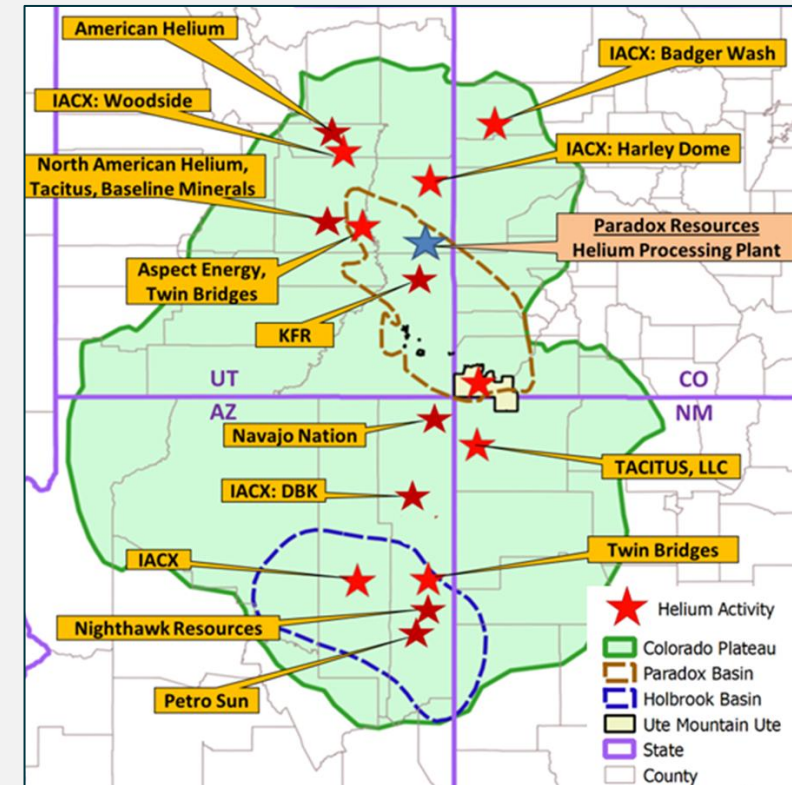 American Helium
IACX: Badger Wash
IACX: Woodside
IACX: Harley Dome
North American Helium,
Tacitus, Baseline Minerals
Paradox Resources
Helium Processing Plant
Aspect Energy,
Twin Bridges
KFR
UT
CO
AZ
NM
Navajo Nation
TACITUS, LLC
IACX: DBK
IACX
Twin Bridges
Nighthawk Resources
Petro Sun
Helium Activity
Colorado Plateau
Paradox Basin
Holbrook Basin
Ute Mountain Ute
State
County